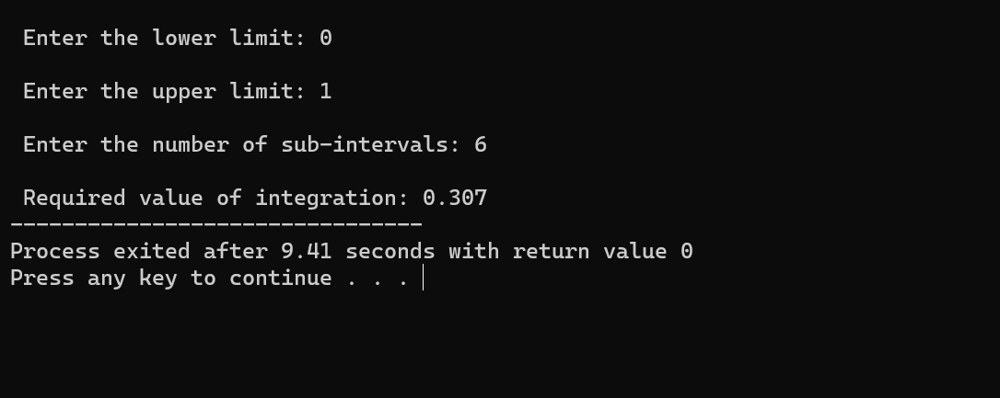 Enter the lower limit: 0
Enter the upper limit: 1
Enter the number of sub-intervals: 6
Required value of integration: 0.307
--------------------------------
Process exited after 9.41 seconds with return value 0
Press any key to continue . . .